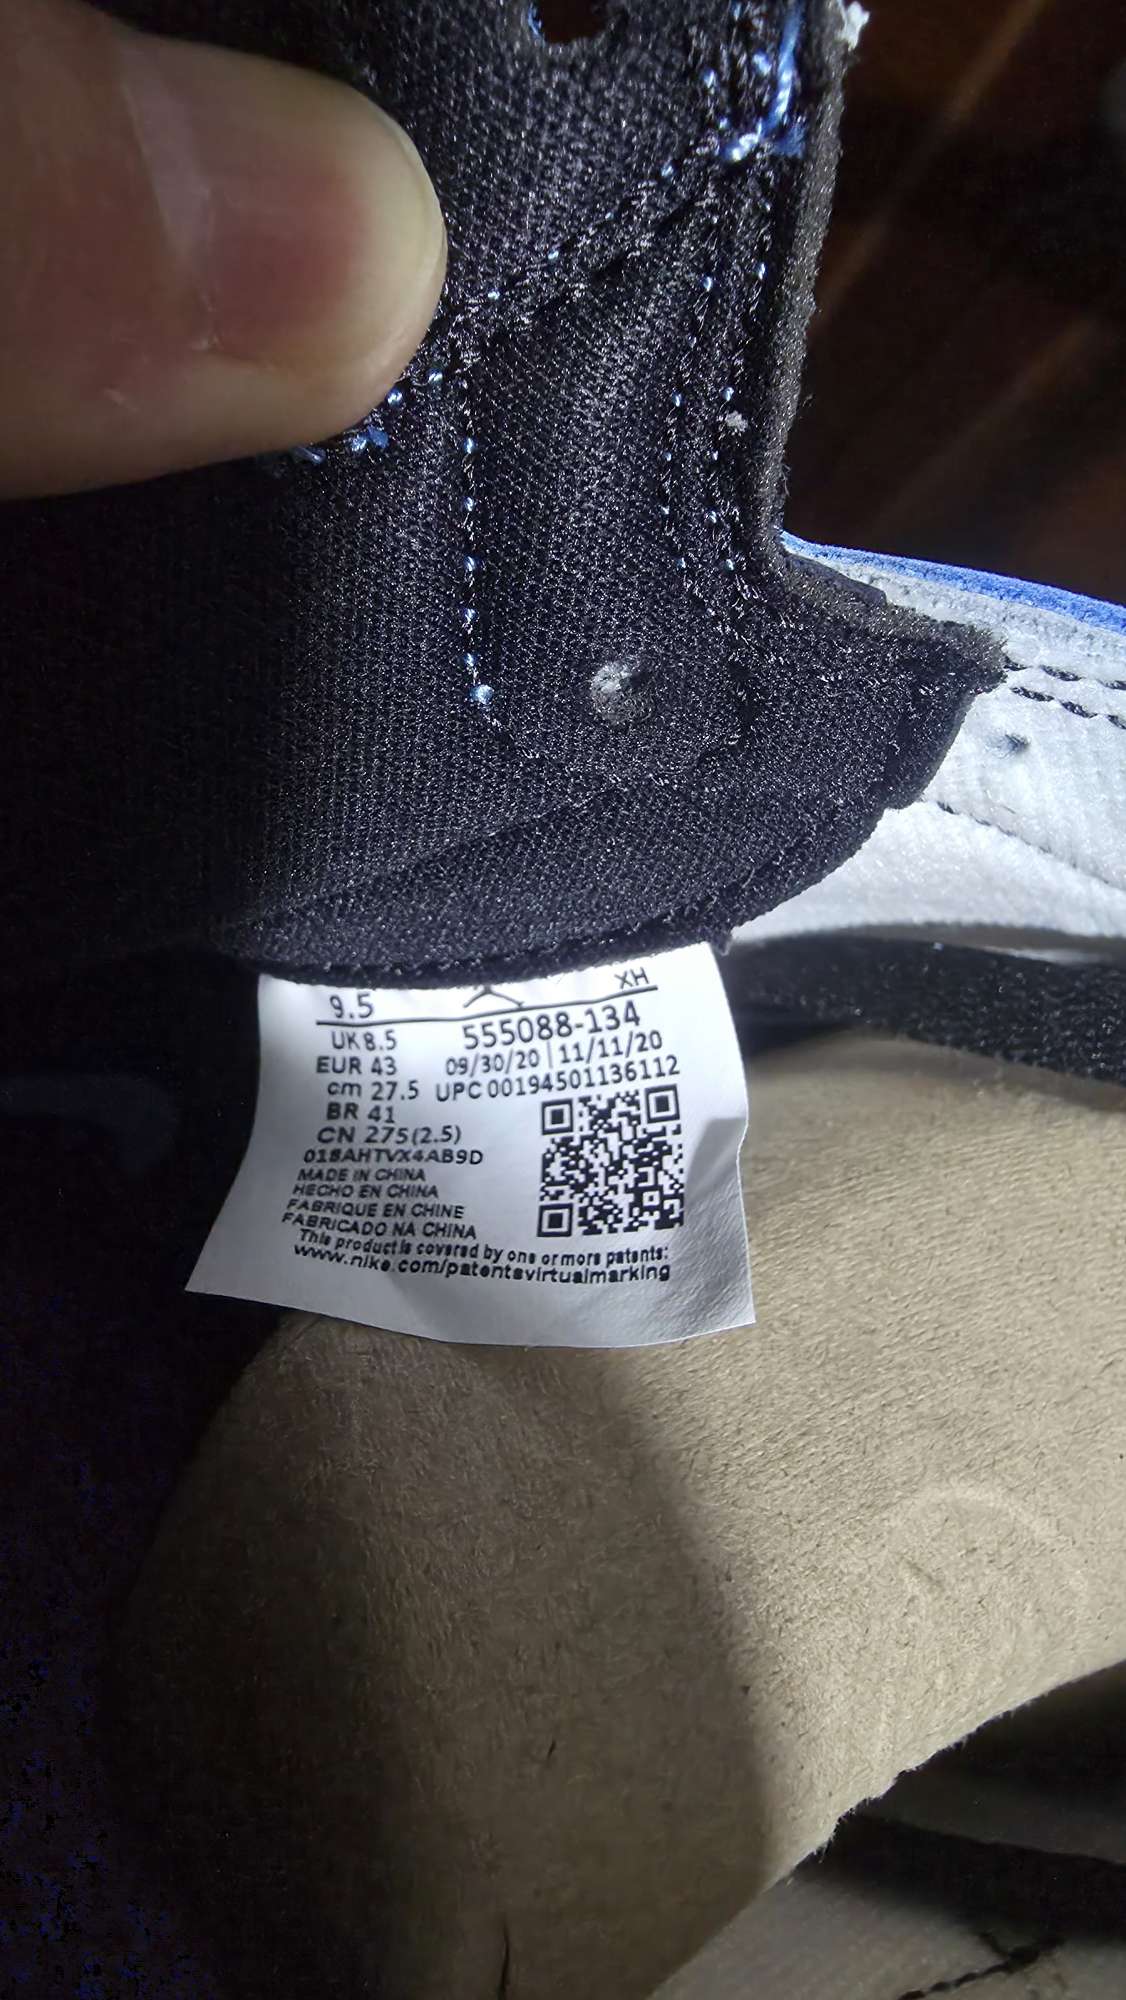 9.5 XH
UK 8.5 555088-134
EUR 43 09/30/20 | 11/11/20
cm 27.5 UPC 00194501136112
BR 41
CN 275(2.5)
018AHTVX4AB9D
MADE IN CHINA
HECHO EN CHINA
FABRIQUE EN CHINE
FABRICADO NA CHINA
This product is covered by one or more patents:
www.nike.com/patentsvirtualmarking